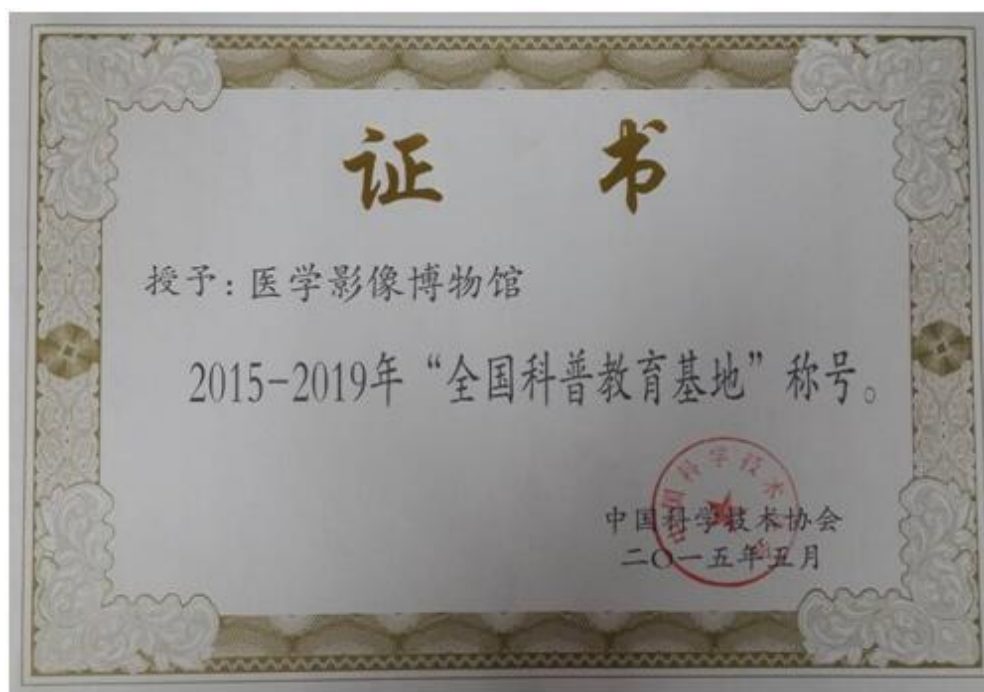 证书
授予：医学影像博物馆
2015-2019年“全国科普教育基地”称号。
中国科学技术协会
二〇一五年五月